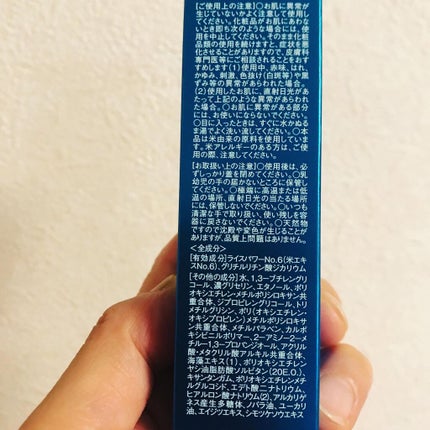 [ご使用上の注意]○お肌に異常が
生じていないかよく注意して使用し
てください。化粧品がお肌にあわ
ないとき即ち次のような場合には、使
用を中止してください。そのまま化粧
品類の使用を続けますと、症状を悪
化させることがありますので、皮膚科
専門医等にご相談されることをおす
すめします(1)使用中、赤味、はれ、
かゆみ、刺激、色抜け(白斑等)や黒
ずみ等の異常があらわれた場合。
(2)使用したお肌に、直射日光があ
たって上記のような異常があらわれ
た場合。○お肌に異常がある部分
には、お使いにならないでください。
○目に入ったときは、すぐに水かぬる
ま湯でよく洗い流してください。○本
品は米由来の原料を使用していま
す。米アレルギーのある方は、ご使
用の際、注意してください。
[お取扱い上の注意]○使用後は、必
ずしっかり蓋を閉めてください。○乳
幼児の手の届かないところに保管し
てください。○極端に高温または低
温の場所、直射日光の当たる場所
には、保管しないでください。○いつも
清潔な手で取り扱い、使い残しを容
器に戻さないでください。○天然物
ですので沈殿や変色が生じることが
ありますが、品質上問題はありません。
<全成分>
[有効成分]ライスパワーNo.6(米エキ
スNo.6)、グリチルリチン酸ジカリウム
[その他の成分]水、1,3-ブチレングリ
コール、濃グリセリン、エタノール、ポリ
オキシエチレン・メチルポリシロキサン共
重合体、ジプロピレングリコール、トリ
メチルグリシン、ポリ(オキシエチレン・
オキシプロピレン)・メチルポリシロキサ
ン共重合体、メチルパラベン、カルボ
キシビニルポリマー、2-アミノ-2-メ
チル-1,3-プロパンジオール、アクリル
酸・メタクリル酸アルキル共重合体、
海藻エキス(1)、ポリオキシエチレン
ヤシ油脂肪酸ソルビタン(20E.O.)、
キサンタンガム、ポリオキシエチレンメチ
ルグルコシド、エデト酸二ナトリウム、
ヒアルロン酸ナトリウム(2)、アルカリゲ
ネス産生多糖体、ノバラ油、ユーカリ
油、エイジツエキス、シモツケソウエキス